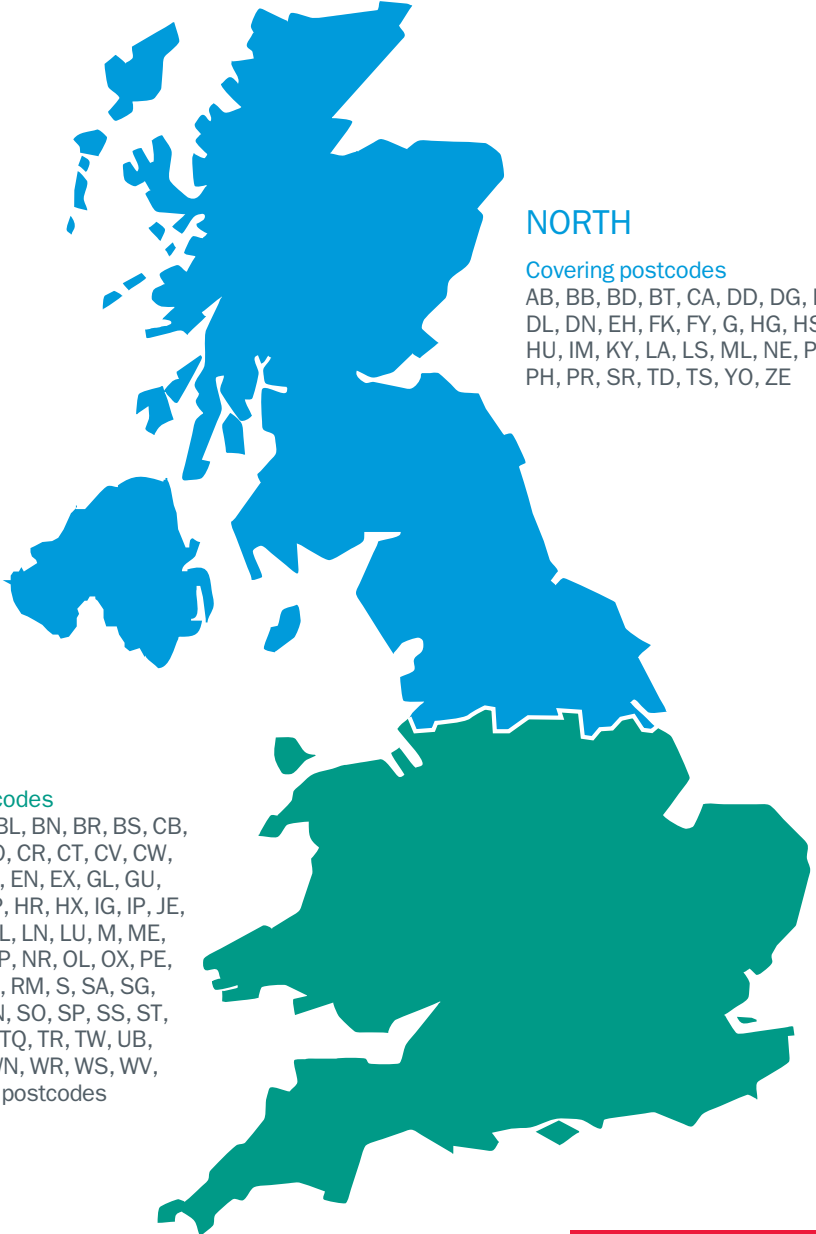 NORTH
Covering postcodes
AB, BB, BD, BT, CA, DD, DG,
DL, DN, EH, FK, FY, G, HG,
HU, IM, KY, LA, LS, ML, NE,
PH, PR, SR, TD, TS, YO, ZE
BL, BN, BR, BS, CB,
CR, CT, CV, CW,
EN, EX, GL, GU,
HR, HX, IG, IP, JE,
LN, LU, M, ME,
NR, OL, OX, PE,
RM, S, SA, SG,
SO, SP, SS, ST,
TQ, TR, TW, UB,
WR, WS, WV,
postcodes